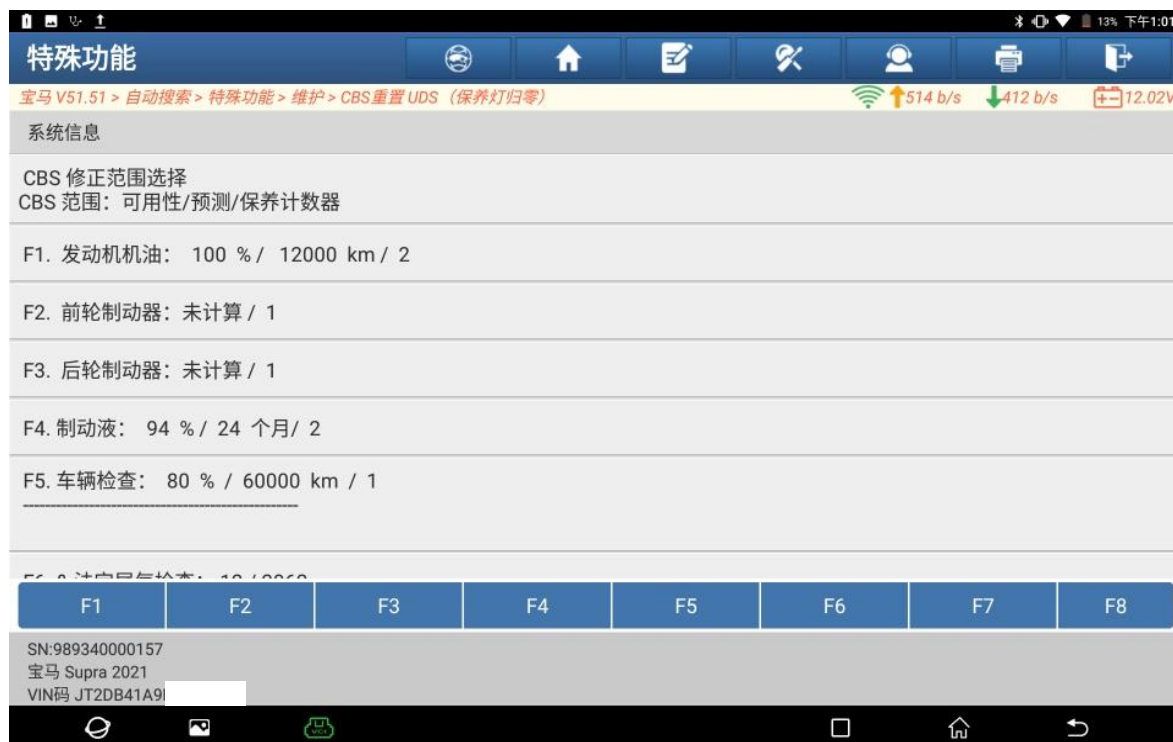 13% 下午1:01
特殊功能
宝马 V51.51 > 自动搜索 > 特殊功能 > 维护 > CBS重置 UDS（保养灯归零）
514 b/s 412 b/s 12.02V
系统信息
CBS 修正范围选择
CBS 范围：可用性/预测/保养计数器
F1. 发动机机油： 100 % / 12000 km / 2
F2. 前轮制动器：未计算 / 1
F3. 后轮制动器：未计算 / 1
F4. 制动液： 94 % / 24 个月/ 2
F5. 车辆检查： 80 % / 60000 km / 1
F1 F2 F3 F4 F5 F6 F7 F8
SN:989340000157
宝马 Supra 2021
VIN码 JT2DB41A9
VCI